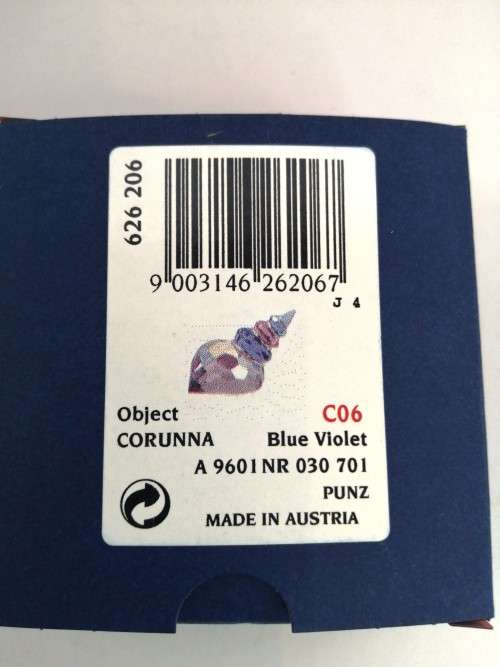 626 206
9 003146 262067
J 4
Object C06
CORUNNA Blue Violet
A 9601 NR 030 701
PUNZ
MADE IN AUSTRIA